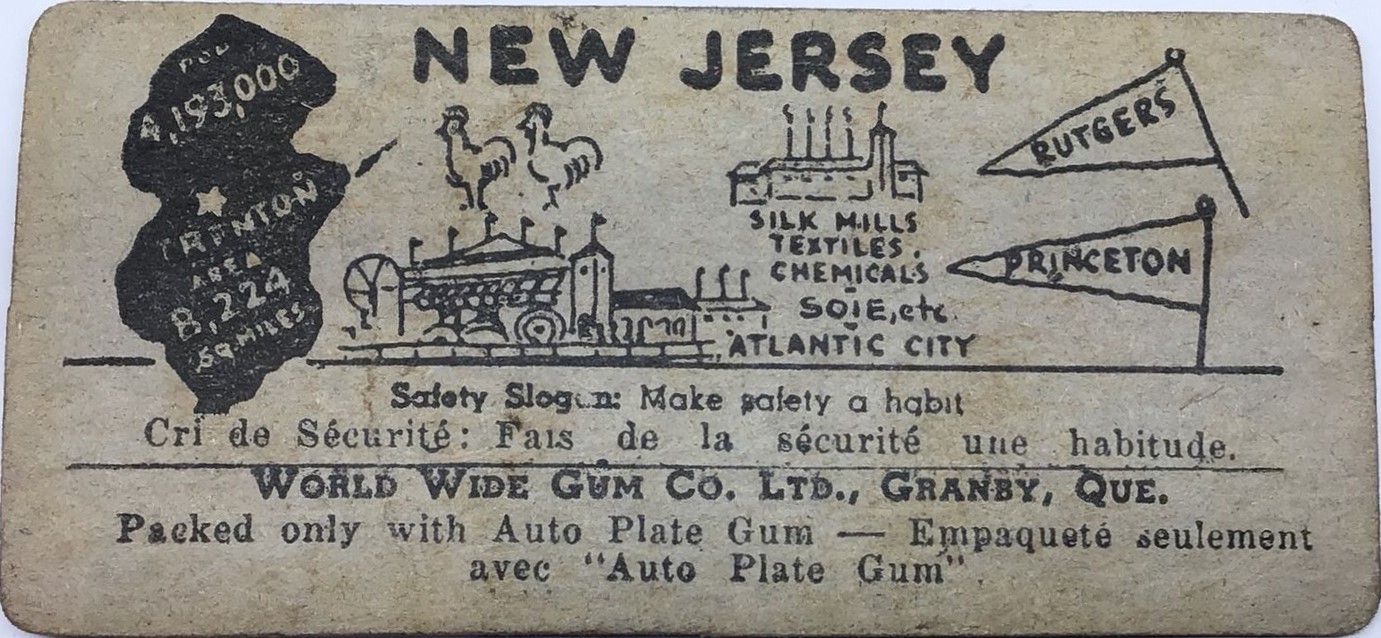 NEW JERSEY
POP
4,193,000
TRENTON
AREA
8,224
SQ. MILES
SILK MILLS
TEXTILES,
CHEMICALS
SOIE, etc.
ATLANTIC CITY
RUTGERS
PRINCETON
Safety Slogan: Make safety a habit
Cri de Sécurité: Fais de la sécurité une habitude.
WORLD WIDE GUM CO. LTD., GRANBY, QUE.
Packed only with Auto Plate Gum — Empaqueté seulement
avec "Auto Plate Gum".